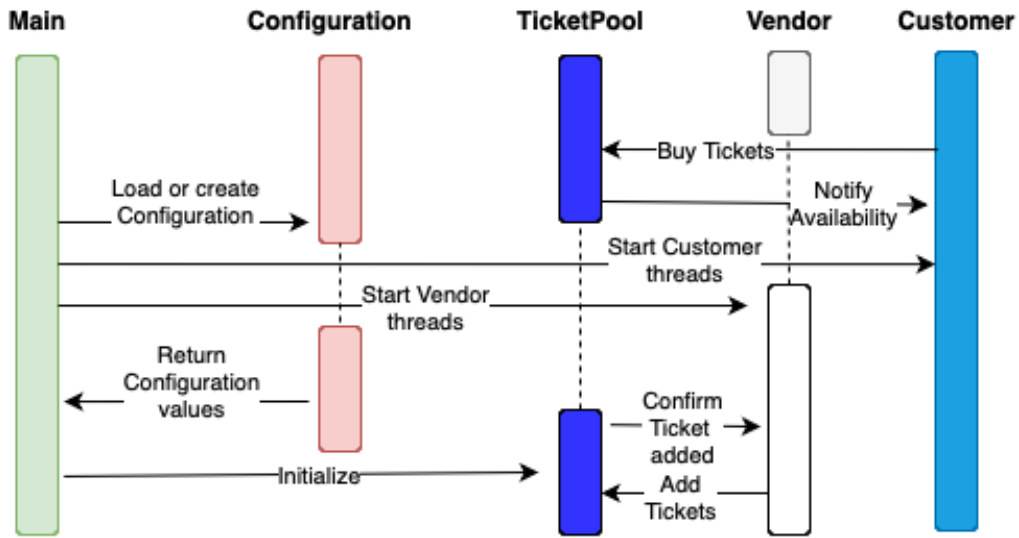 Main
Configuration
TicketPool
Vendor
Customer
Buy Tickets
Load or create
Configuration
Notify
Availability
Start Customer
threads
Start Vendor
threads
Return
Configuration
values
Confirm
Ticket
added
Initialize
Add
Tickets